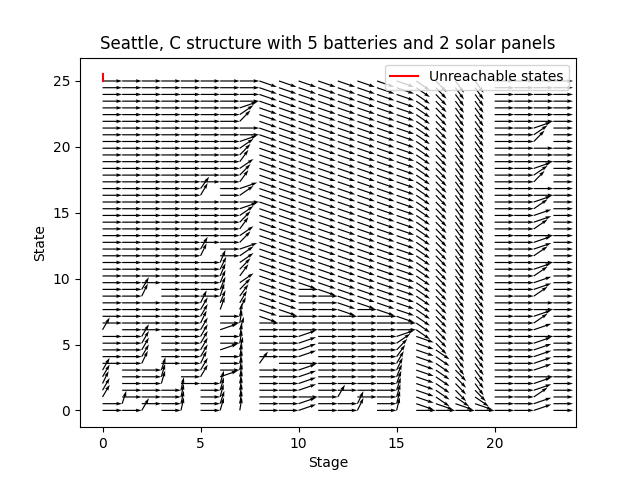 Seattle, C structure with 5 batteries and 2 solar panels
Unreachable states
25
20
15
10
5
0
State
0 5 10 15 20
Stage